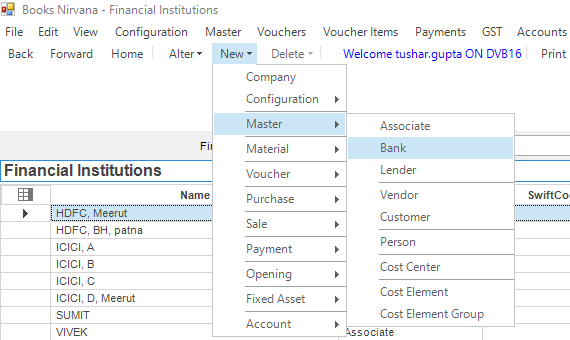 Books Nirvana - Financial Institutions
File View Configuration Master Vouchers Voucher Items Payments GST Accounts
Back Forward Home Alter New Delete Welcome tushar.gupta ON DVB16 Print
Company
Configuration
Master
Material
Voucher
Purchase
Sale
Payment
Opening
Fixed Asset
Account
Associate
Bank
Lender
Vendor
Customer
Person
Cost Center
Cost Element
Cost Element Group
Financial Institutions
Name
HDFC, Meerut
HDFC, BH, patna
ICICI, A
ICICI, B
ICICI, C
ICICI, D, Meerut
SUMIT
VIVEK Associate